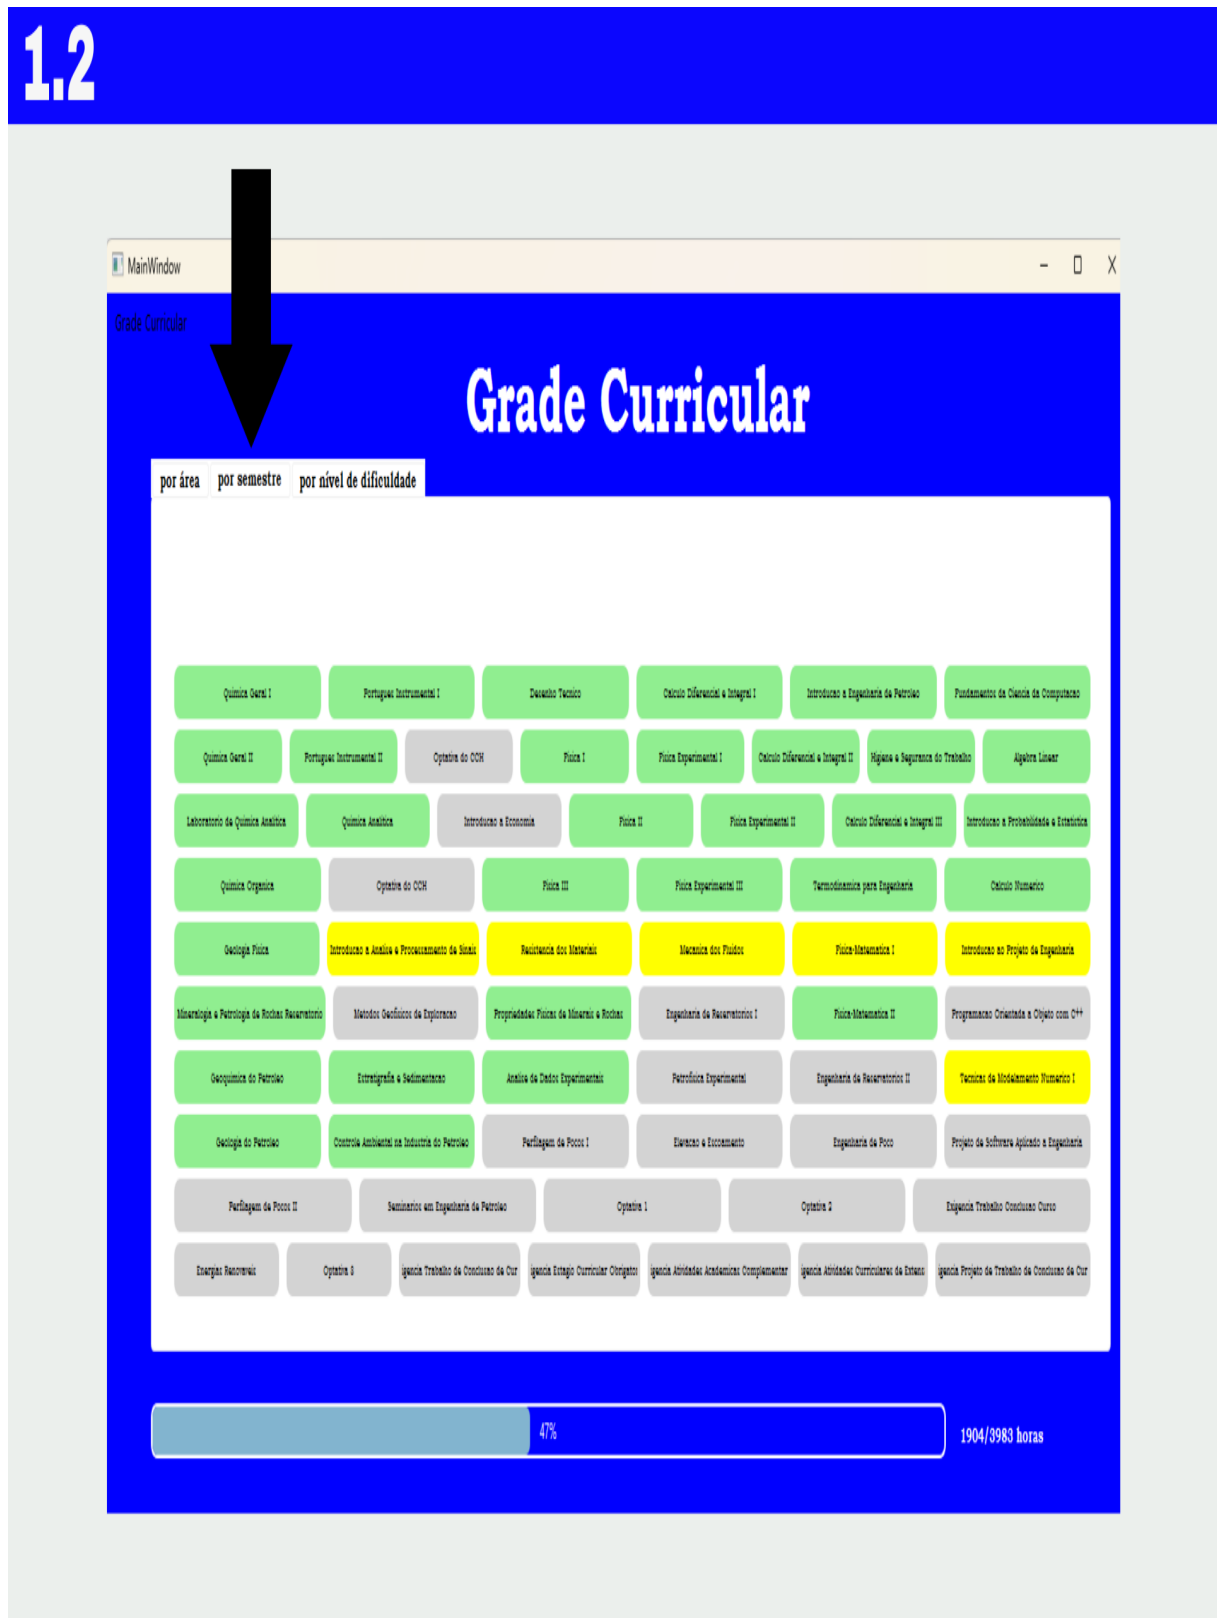 1.2
MainWindow
Grade Curricular
Grade Curricular
por área por semestre por nível de dificuldade
Quimica Geral I Portugues Instrumental I Desenho Tecnico Calculo Diferencial e Integral I Introducao a Engenharia de Petroleo Fundamentos da Ciencia da Computacao
Quimica Geral II Portugues Instrumental II Optativa do CCH Fisica I Fisica Experimental I Calculo Diferencial e Integral II Higiene e Seguranca do Trabalho Algebra Linear
Laboratorio de Quimica Analitica Quimica Analitica Introducao a Economia Fisica II Fisica Experimental II Calculo Diferencial e Integral III Introducao a Probabilidade e Estatistica
Quimica Organica Optativa do CCH Fisica III Fisica Experimental III Termodinamica para Engenharia Calculo Numerico
Geologia Fisica Introducao a Analise e Processamento de Sinais Resistencia dos Materiais Mecanica dos Fluidos Fisica-Matematica I Introducao ao Projeto de Engenharia
Mineralogia e Petrologia de Rochas Reservatorio Metodos Geofisicos de Exploracao Propriedades Fisicas de Minerais e Rochas Engenharia de Reservatorios I Fisica-Matematica II Programacao Orientada a Objeto com C++
Geoquimica do Petroleo Estratigrafia e Sedimentacao Analise de Dados Experimentais Petrofisica Experimental Engenharia de Reservatorios II Tecnicas de Modelamento Numerico I
Geologia do Petroleo Controle Ambiental na Industria do Petroleo Perfilagem de Pocos I Elevacao e Escoamento Engenharia de Poco Projeto de Software Aplicado a Engenharia
Perfilagem de Pocos II Seminarios em Engenharia de Petroleo Optativa 1 Optativa 2 Exigencia Trabalho Conclusao Curso
Energias Renovaveis Optativa 3 igencia Trabalho de Conclusao de Cur igencia Estagio Curricular Obrigator igencia Atividades Academicas Complementar igencia Atividades Curriculares de Extens igencia Projeto de Trabalho de Conclusao de Cur
47%
1904/3983 horas